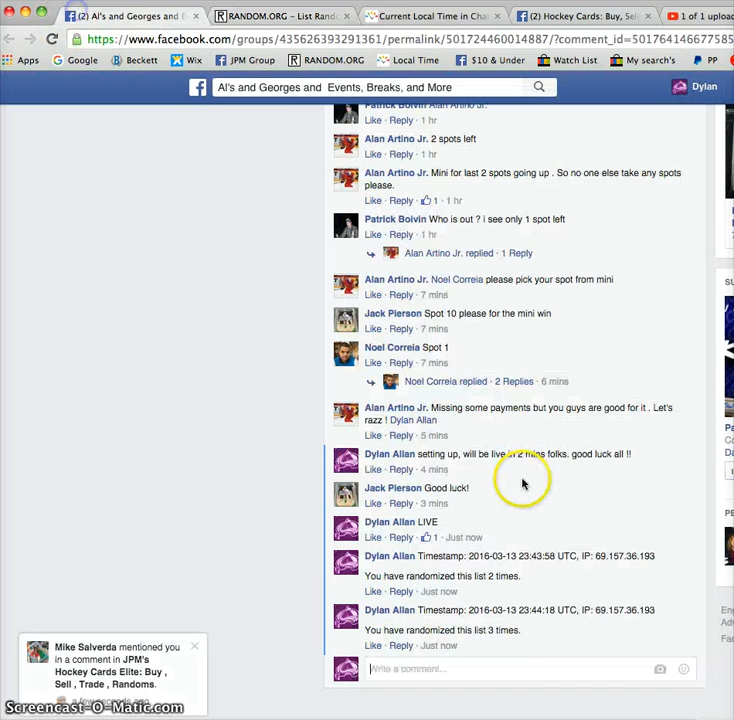 (2) Al's and Georges and E
RANDOM.ORG – List Rand
Current Local Time in Cha
(2) Hockey Cards: Buy, Sel
1 of 1 upload
https://www.facebook.com/groups/435626393291361/permalink/501724460014887/?comment_id=5017641466775
Apps Google Beckett Wix JPM Group RANDOM.ORG Local Time $10 & Under Watch List My search's PP
Al's and Georges and Events, Breaks, and More
Dylan
Patrick Boivin Alan Artino Jr.
Like · Reply · 1 hr
Alan Artino Jr. 2 spots left
Like · Reply · 1 hr
Alan Artino Jr. Mini for last 2 spots going up . So no one else take any spots
please.
Like · Reply · 1 · 1 hr
Patrick Boivin Who is out ? i see only 1 spot left
Like · Reply · 1 hr
Alan Artino Jr. replied · 1 Reply
Alan Artino Jr. Noel Correia please pick your spot from mini
Like · Reply · 7 mins
Jack Pierson Spot 10 please for the mini win
Like · Reply · 7 mins
Noel Correia Spot 1
Like · Reply · 7 mins
Noel Correia replied · 2 Replies · 6 mins
Alan Artino Jr. Missing some payments but you guys are good for it . Let's
razz ! Dylan Allan
Like · Reply · 5 mins
Dylan Allan setting up, will be live in 2 mins folks. good luck all !!
Like · Reply · 4 mins
Jack Pierson Good luck!
Like · Reply · 3 mins
Dylan Allan LIVE
Like · Reply · 1 · Just now
Dylan Allan Timestamp: 2016-03-13 23:43:58 UTC, IP: 69.157.36.193
You have randomized this list 2 times.
Like · Reply · Just now
Dylan Allan Timestamp: 2016-03-13 23:44:18 UTC, IP: 69.157.36.193
You have randomized this list 3 times.
Like · Reply · Just now
Write a comment...
Mike Salverda mentioned you
in a comment in JPM's
Hockey Cards Elite: Buy ,
Sell , Trade , Randoms.
a few seconds ago
Screencast-O-Matic.com